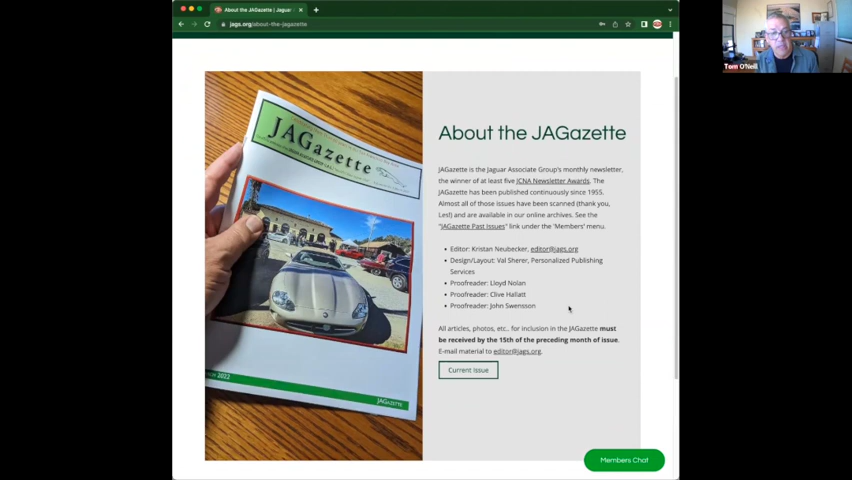 About the JAGazette | Jaguar
jags.org/about-the-jagazette
Tom O'Neill
JAGazette
About the JAGazette
JAGazette is the Jaguar Associate Group's monthly newsletter,
the winner of at least five JCNA Newsletter Awards. The
JAGazette has been published continuously since 1955.
Almost all of those issues have been scanned (thank you,
Les!) and are available in our online archives. See the
"JAGazette Past Issues" link under the 'Members' menu.
• Editor: Kristan Neubecker, editor@jags.org
• Design/Layout: Val Sherer, Personalized Publishing
Services
• Proofreader: Lloyd Nolan
• Proofreader: Clive Hallatt
• Proofreader: John Swensson
All articles, photos, etc., for inclusion in the JAGazette must
be received by the 15th of the preceding month of issue.
E-mail material to editor@jags.org.
Current Issue
2022
JAGAZETTE
Members Chat